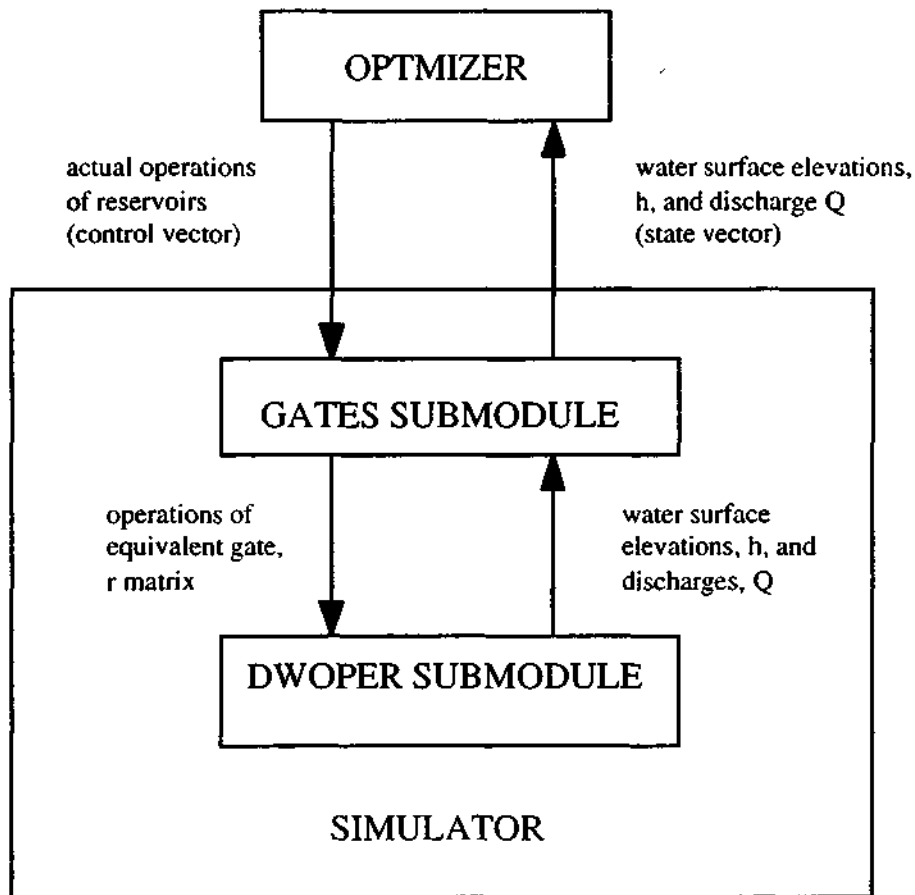 OPTMIZER
actual operations
of reservoirs
(control vector)
water surface elevations,
h, and discharge Q
(state vector)
GATES SUBMODULE
operations of
equivalent gate,
r matrix
water surface
elevations, h, and
discharges, Q
DWOPER SUBMODULE
SIMULATOR